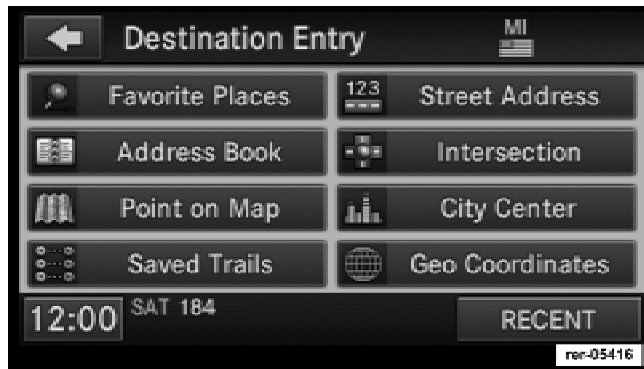 Destination Entry
MI
Favorite Places
123
Street Address
Address Book
Intersection
Point on Map
City Center
Saved Trails
Geo Coordinates
12:00
SAT 184
RECENT
rer-05416